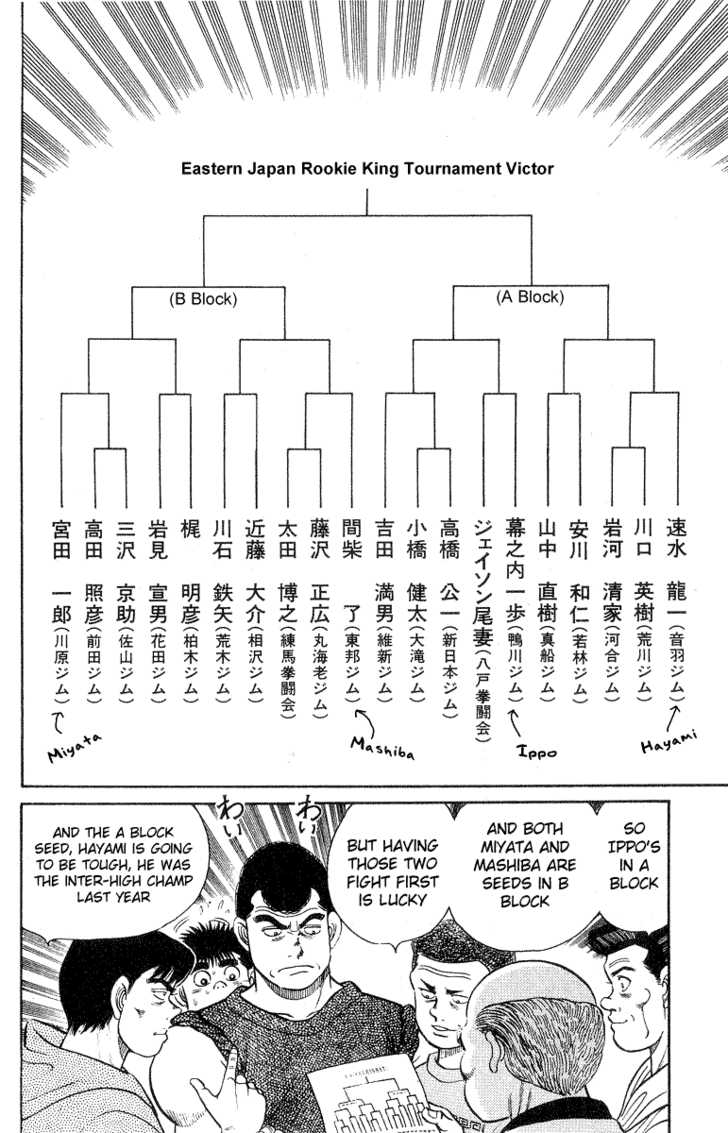 Eastern Japan Rookie King Tournament Victor
(B Block)
(A Block)
速水 龍一(音羽ジム)
川口 英樹(荒川ジム)
岩河 清家(河合ジム)
安川 和仁(若林ジム)
山中 直樹(真船ジム)
幕之内一歩(鴨川ジム)
ジェイソン尾妻(八戸拳闘会)
高橋 公一(新日本ジム)
小橋 健太(大滝ジム)
吉田 満男(維新ジム)
間柴 了(東邦ジム)
藤沢 正広(丸海老ジム)
太田 博之(練馬拳闘会)
近藤 大介(相沢ジム)
川石 鉄矢(荒木ジム)
梶 明彦(柏木ジム)
岩見 宣男(花田ジム)
三沢 京助(佐山ジム)
高田 照彦(前田ジム)
宮田 一郎(川原ジム)
Hayami
Ippo
Mashiba
Miyata
SO
IPPO'S
IN A
BLOCK
AND BOTH
MIYATA AND
MASHIBA ARE
SEEDS IN B
BLOCK
BUT HAVING
THOSE TWO
FIGHT FIRST
IS LUCKY
わい
わい
AND THE A BLOCK
SEED, HAYAMI IS GOING
TO BE TOUGH, HE WAS
THE INTER-HIGH CHAMP
LAST YEAR